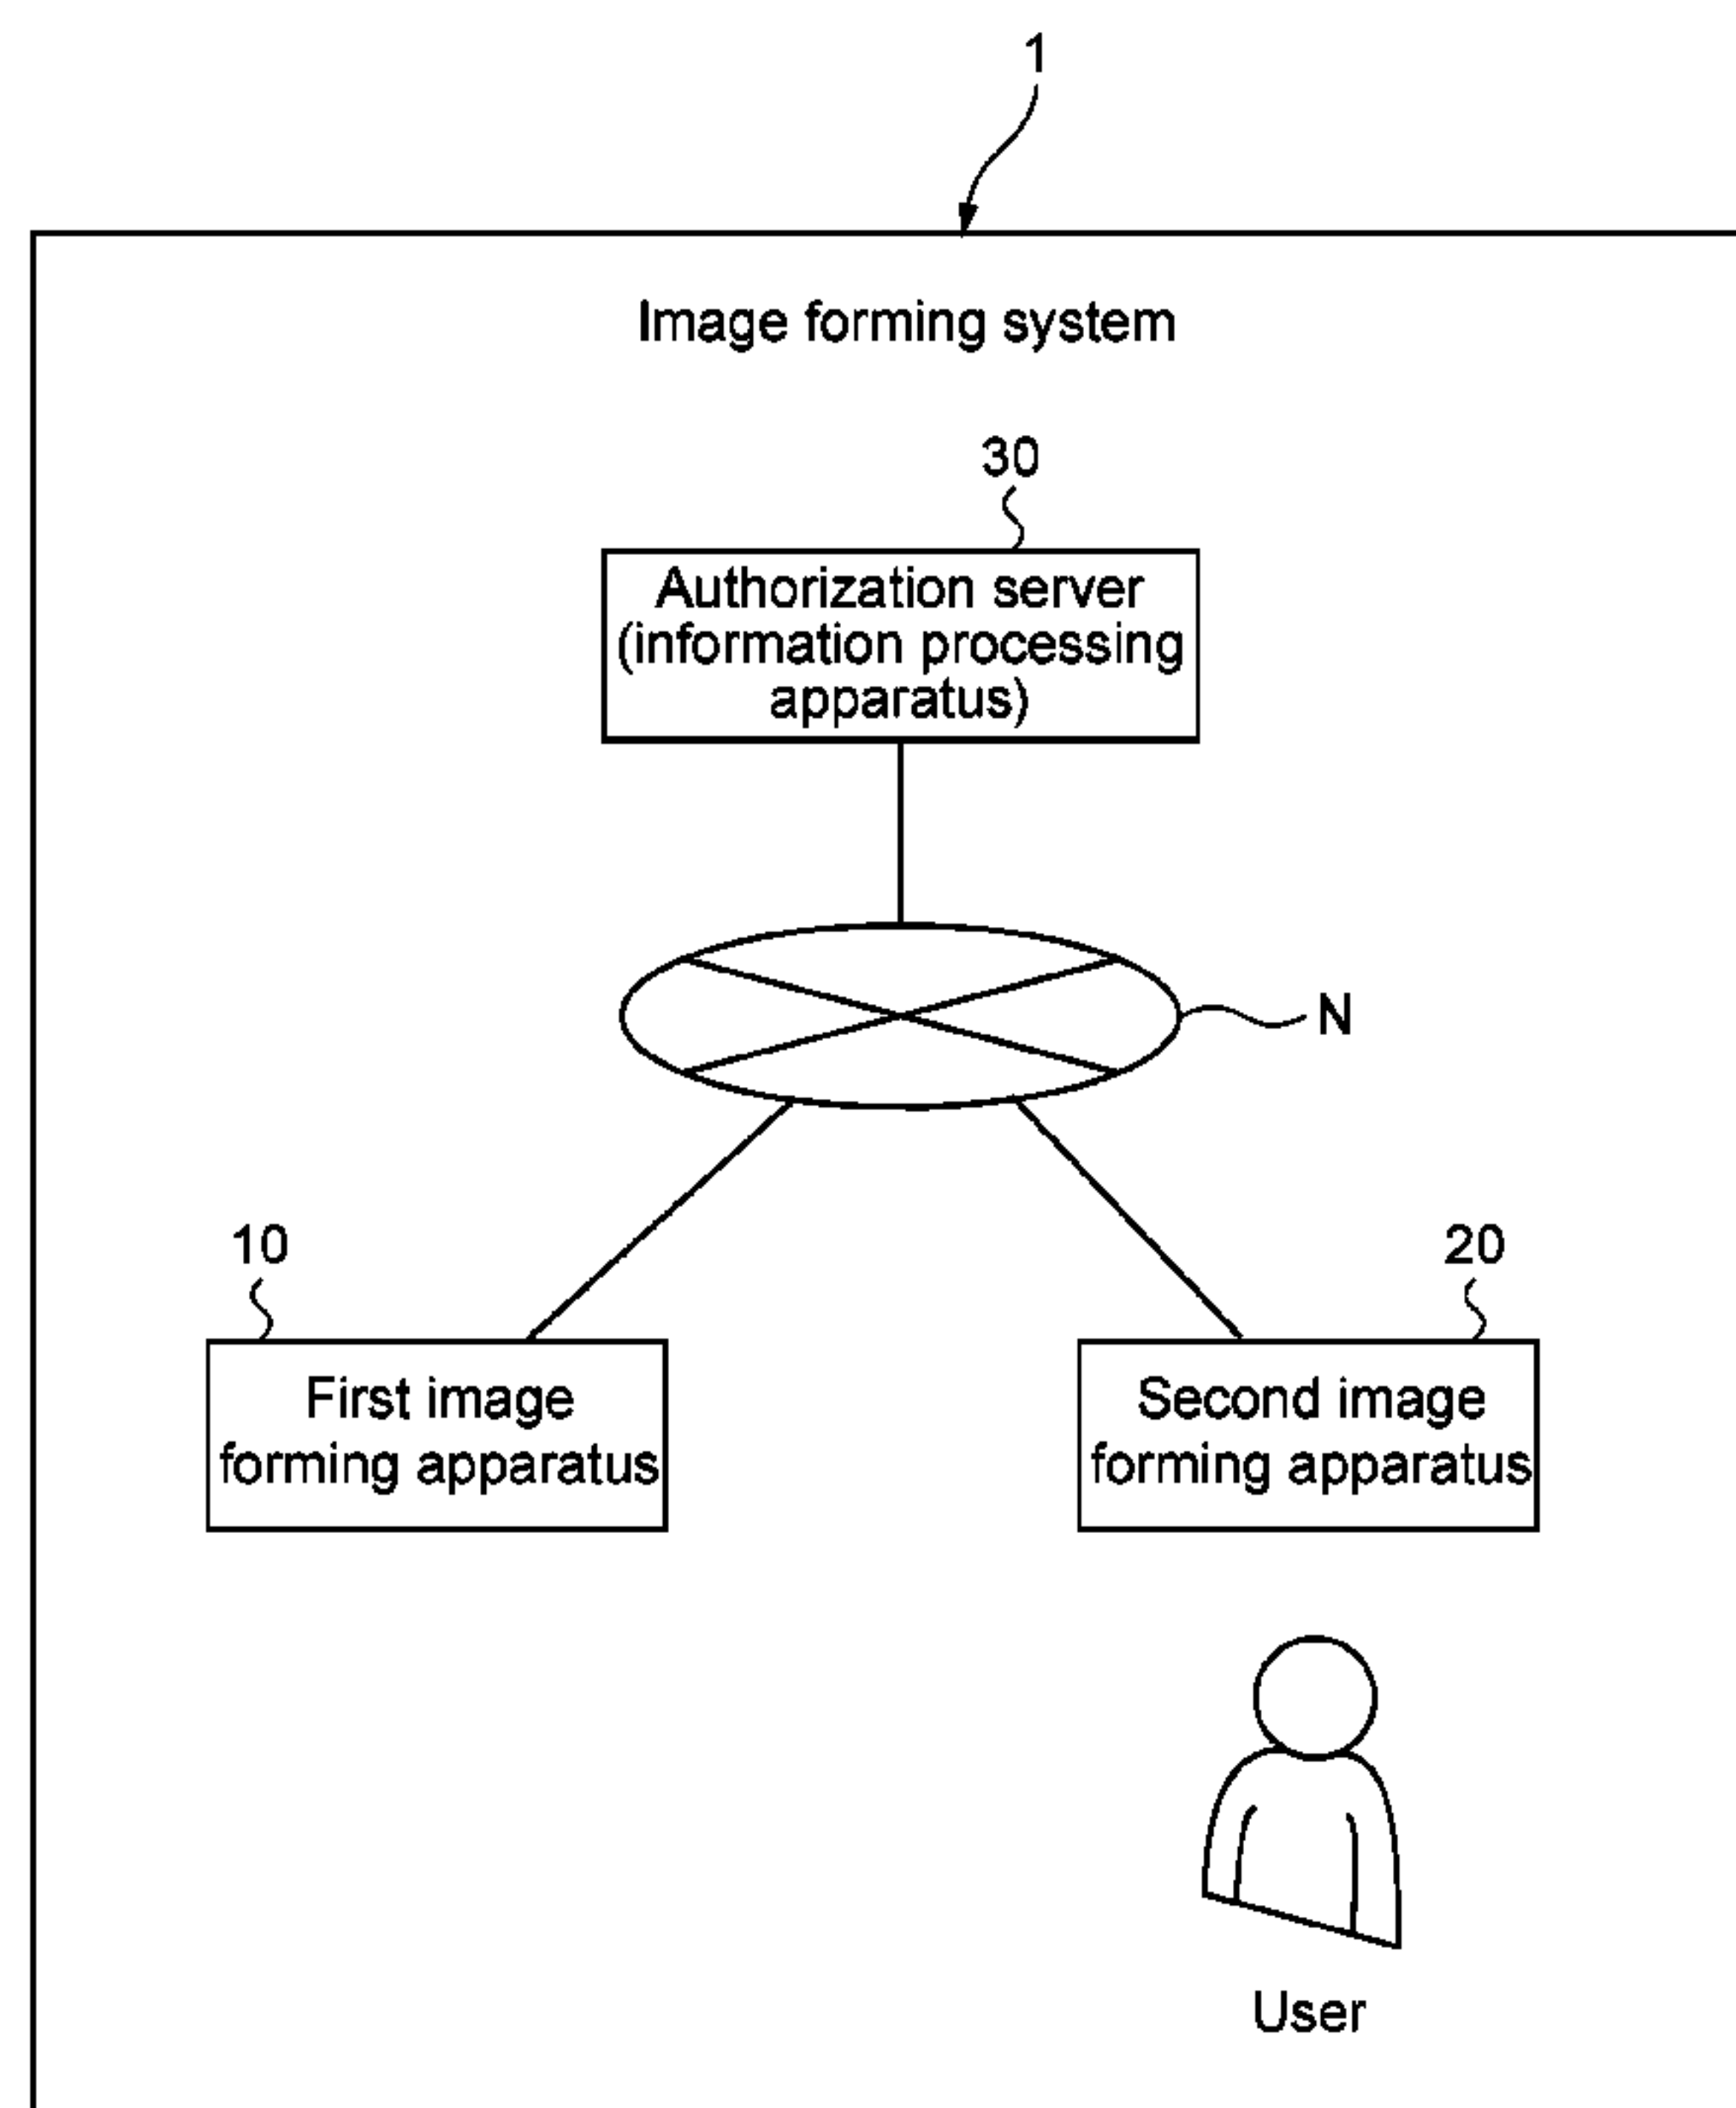 1
Image forming system
30
Authorization server
(information processing
apparatus)
N
10
20
First image
forming apparatus
Second image
forming apparatus
User